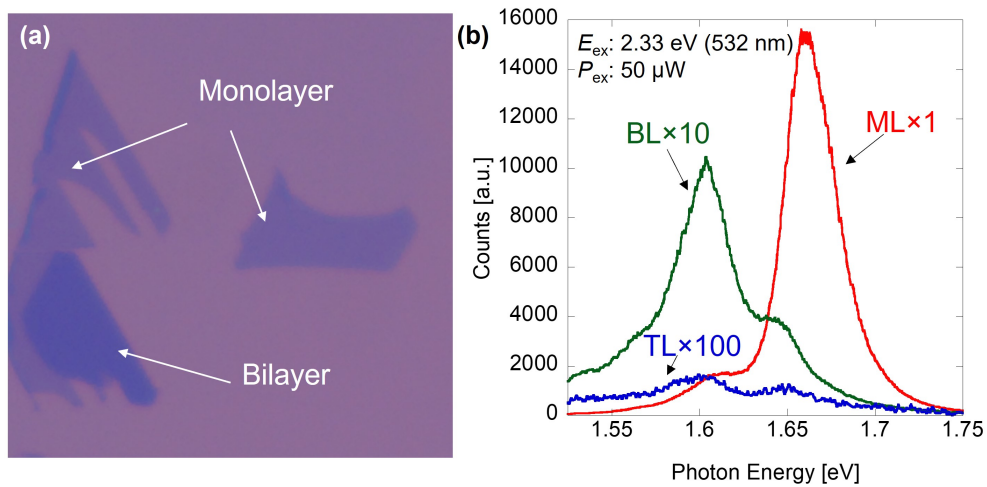 (a)
Monolayer
Bilayer
(b)
E_ex: 2.33 eV (532 nm)
P_ex: 50 µW
BL×10
ML×1
TL×100
16000
14000
12000
10000
8000
6000
4000
2000
0
Counts [a.u.]
1.55
1.6
1.65
1.7
1.75
Photon Energy [eV]